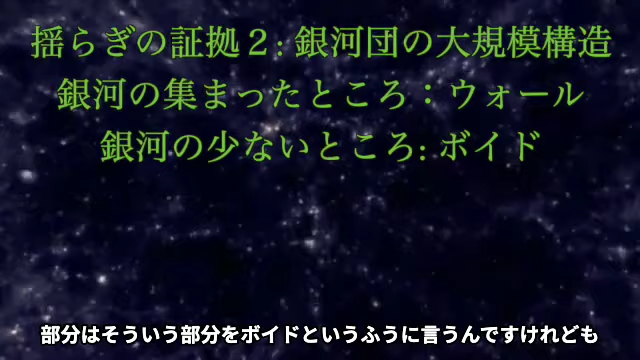 揺らぎの証拠２: 銀河団の大規模構造
銀河の集まったところ：ウォール
銀河の少ないところ: ボイド
部分はそういう部分をボイドというふうに言うんですけれども